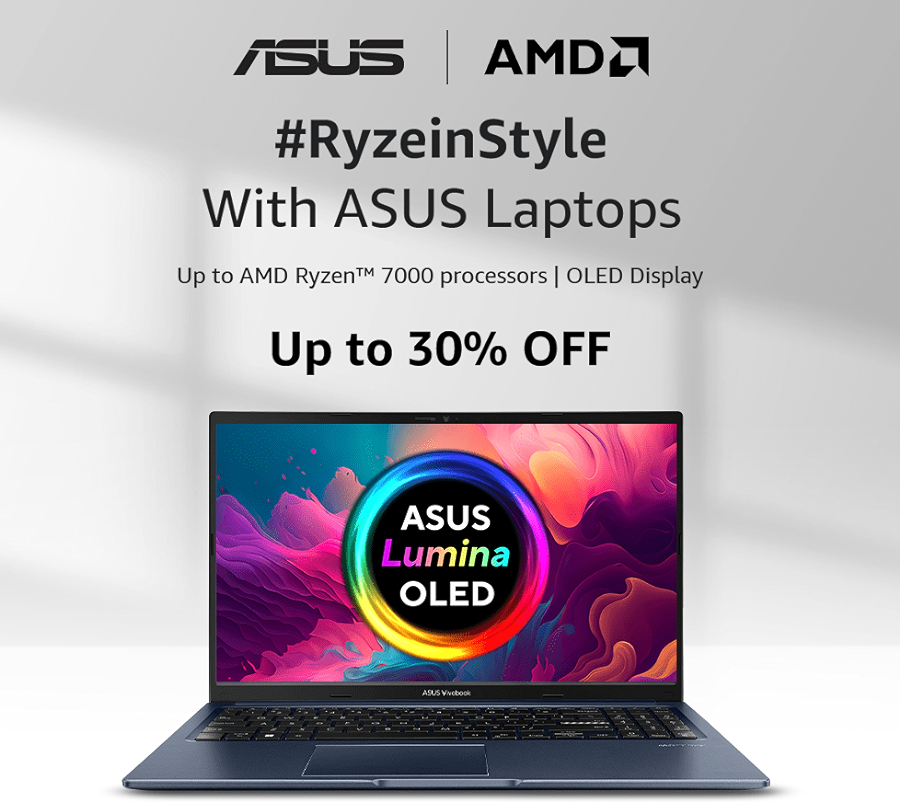 ASUS | AMD
#RyzeinStyle
With ASUS Laptops
Up to AMD Ryzen™ 7000 processors | OLED Display
Up to 30% OFF
ASUS
Lumina
OLED
ASUS Vivobook